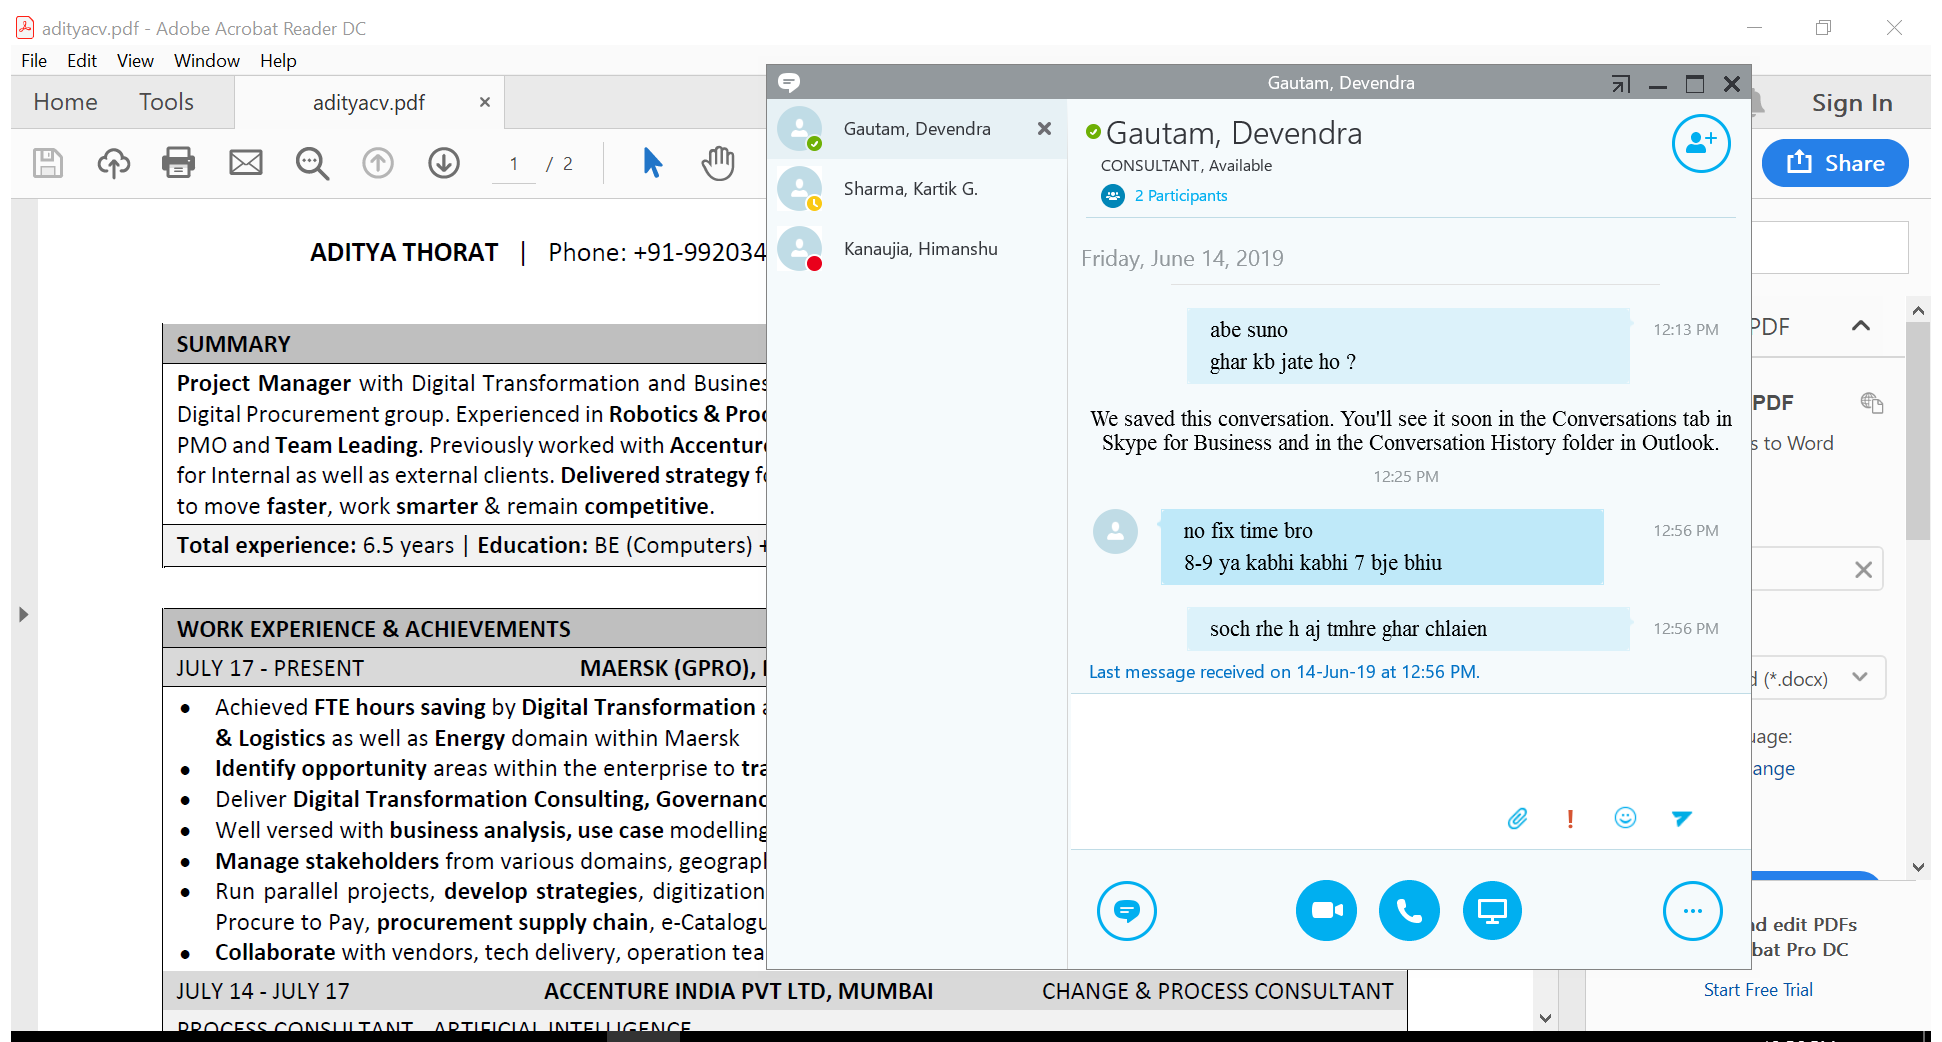 adityacv.pdf - Adobe Acrobat Reader DC
File Edit View Window Help
Home Tools adityacv.pdf × Sign In
1 / 2
Share
ADITYA THORAT | Phone: +91-992034
SUMMARY
Project Manager with Digital Transformation and Busines
Digital Procurement group. Experienced in Robotics & Proc
PMO and Team Leading. Previously worked with Accenture
for Internal as well as external clients. Delivered strategy fo
to move faster, work smarter & remain competitive.
Total experience: 6.5 years | Education: BE (Computers) +
WORK EXPERIENCE & ACHIEVEMENTS
JULY 17 - PRESENT MAERSK (GPRO),
• Achieved FTE hours saving by Digital Transformation a
& Logistics as well as Energy domain within Maersk
• Identify opportunity areas within the enterprise to tra
• Deliver Digital Transformation Consulting, Governanc
• Well versed with business analysis, use case modelling
• Manage stakeholders from various domains, geograpl
• Run parallel projects, develop strategies, digitization
Procure to Pay, procurement supply chain, e-Catalogu
• Collaborate with vendors, tech delivery, operation tea
JULY 14 - JULY 17 ACCENTURE INDIA PVT LTD, MUMBAI CHANGE & PROCESS CONSULTANT
PROCESS CONSULTANT - ARTIFICIAL INTELLIGENCE
Gautam, Devendra
Gautam, Devendra
Sharma, Kartik G.
Kanaujia, Himanshu
Gautam, Devendra
CONSULTANT, Available
2 Participants
Friday, June 14, 2019
abe suno 12:13 PM
ghar kb jate ho ?
We saved this conversation. You'll see it soon in the Conversations tab in
Skype for Business and in the Conversation History folder in Outlook.
12:25 PM
no fix time bro 12:56 PM
8-9 ya kabhi kabhi 7 bje bhiu
soch rhe h aj tmhre ghar chlaien 12:56 PM
Last message received on 14-Jun-19 at 12:56 PM.
PDF
PDF
s to Word
d (*.docx)
uage:
ange
nd edit PDFs
bat Pro DC
Start Free Trial